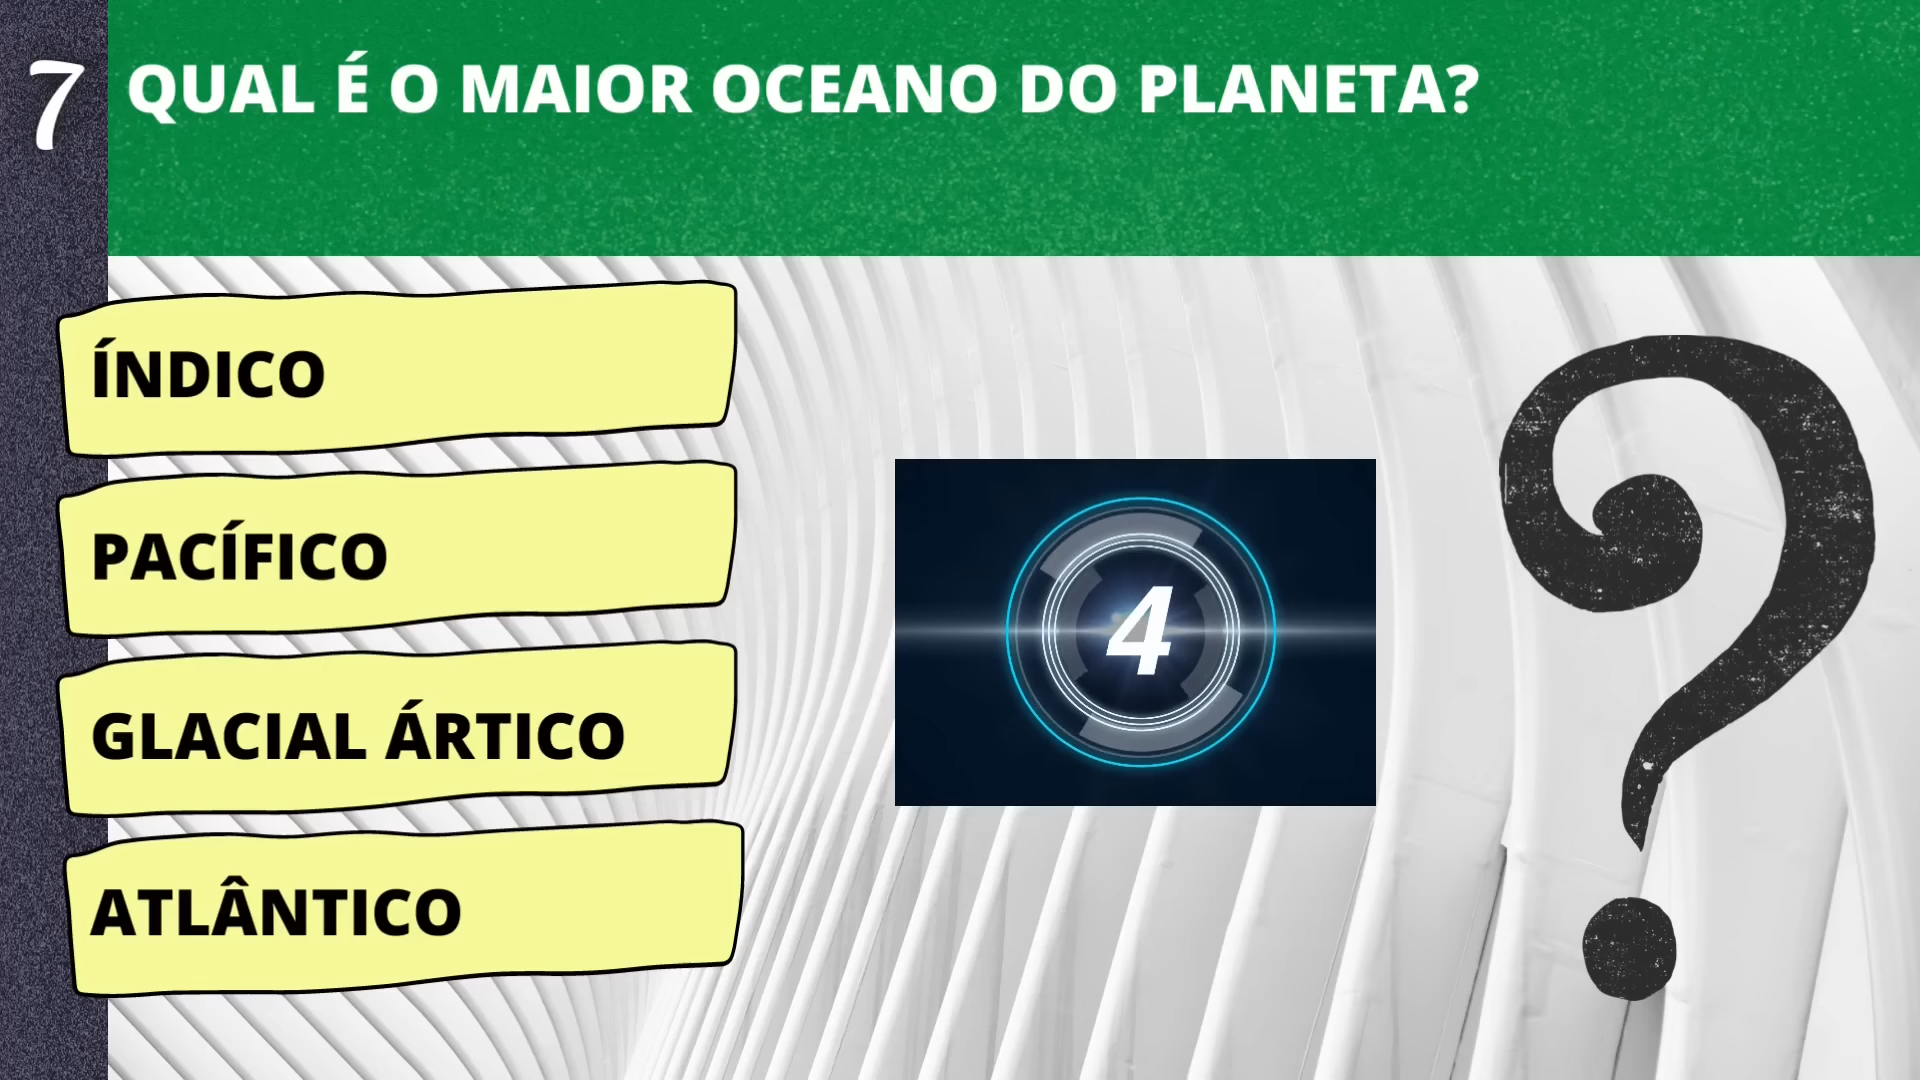 7
QUAL É O MAIOR OCEANO DO PLANETA?
ÍNDICO
PACÍFICO
GLACIAL ÁRTICO
ATLÂNTICO
4
?